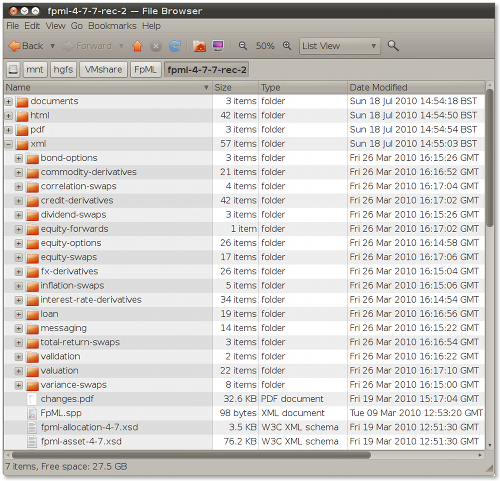 fpml-4-7-7-rec-2 — File Browser
File Edit View Go Bookmarks Help
Back Forward 50% List View
mnt hgfs VMshare FpML fpml-4-7-7-rec-2
Name Size Type Date Modified
documents 3 items folder Sun 18 Jul 2010 14:54:18 BST
html 42 items folder Sun 18 Jul 2010 14:54:50 BST
pdf 3 items folder Sun 18 Jul 2010 14:54:54 BST
xml 57 items folder Sun 18 Jul 2010 14:55:03 BST
bond-options 3 items folder Fri 26 Mar 2010 16:15:26 GMT
commodity-derivatives 21 items folder Fri 26 Mar 2010 16:16:52 GMT
correlation-swaps 4 items folder Fri 26 Mar 2010 16:17:04 GMT
credit-derivatives 42 items folder Fri 26 Mar 2010 16:17:02 GMT
dividend-swaps 3 items folder Fri 26 Mar 2010 16:15:26 GMT
equity-forwards 1 item folder Fri 26 Mar 2010 16:17:02 GMT
equity-options 26 items folder Fri 26 Mar 2010 16:14:58 GMT
equity-swaps 17 items folder Fri 26 Mar 2010 16:17:06 GMT
fx-derivatives 26 items folder Fri 26 Mar 2010 16:15:04 GMT
inflation-swaps 5 items folder Fri 26 Mar 2010 16:15:06 GMT
interest-rate-derivatives 34 items folder Fri 26 Mar 2010 16:14:54 GMT
loan 19 items folder Fri 26 Mar 2010 16:16:56 GMT
messaging 14 items folder Fri 26 Mar 2010 16:15:22 GMT
total-return-swaps 3 items folder Fri 26 Mar 2010 16:16:44 GMT
validation 2 items folder Fri 26 Mar 2010 16:16:22 GMT
valuation 22 items folder Fri 26 Mar 2010 16:17:10 GMT
variance-swaps 8 items folder Fri 26 Mar 2010 16:15:00 GMT
changes.pdf 32.6 KB PDF document Fri 19 Mar 2010 15:17:04 GMT
FpML.spp 98 bytes XML document Tue 09 Mar 2010 12:53:20 GMT
fpml-allocation-4-7.xsd 3.5 KB W3C XML schema Fri 19 Mar 2010 12:51:30 GMT
fpml-asset-4-7.xsd 76.2 KB W3C XML schema Fri 19 Mar 2010 12:51:30 GMT
7 items, Free space: 27.5 GB